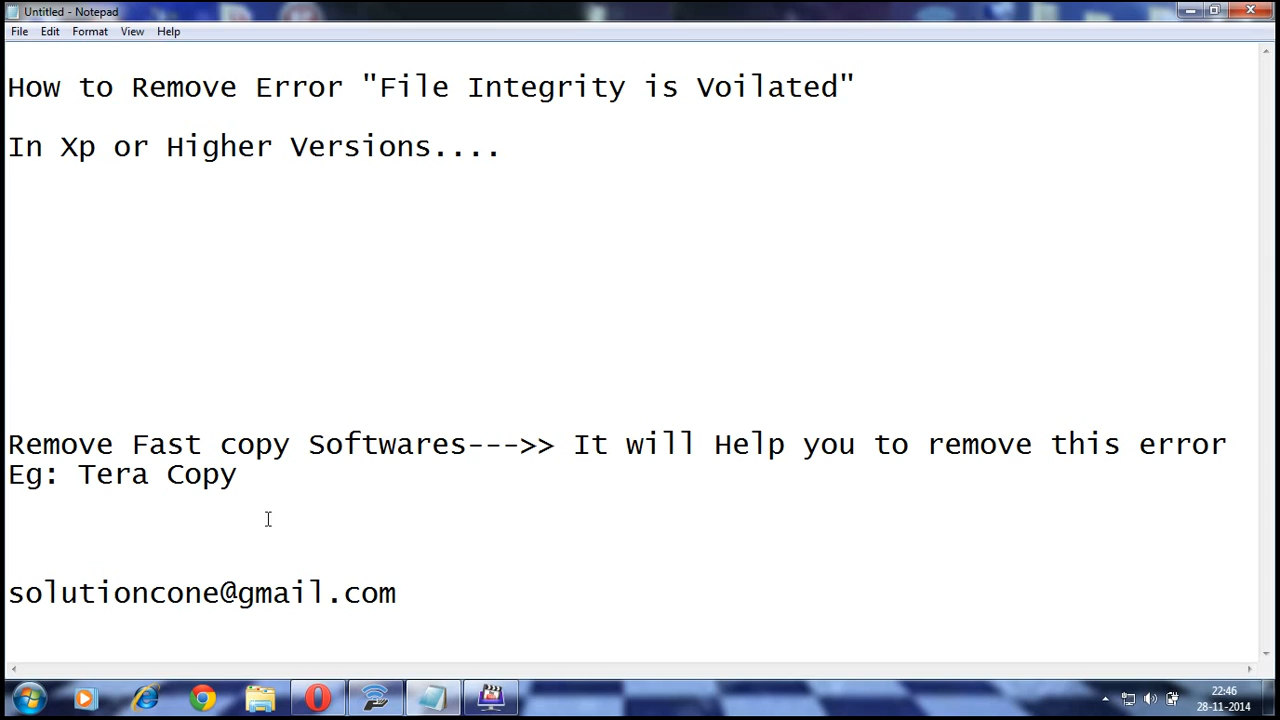 Untitled - Notepad
File Edit Format View Help
How to Remove Error "File Integrity is Voilated"
In Xp or Higher Versions....
Remove Fast copy Softwares--->> It will Help you to remove this error
Eg: Tera Copy
solutioncone@gmail.com
22:46
28-11-2014